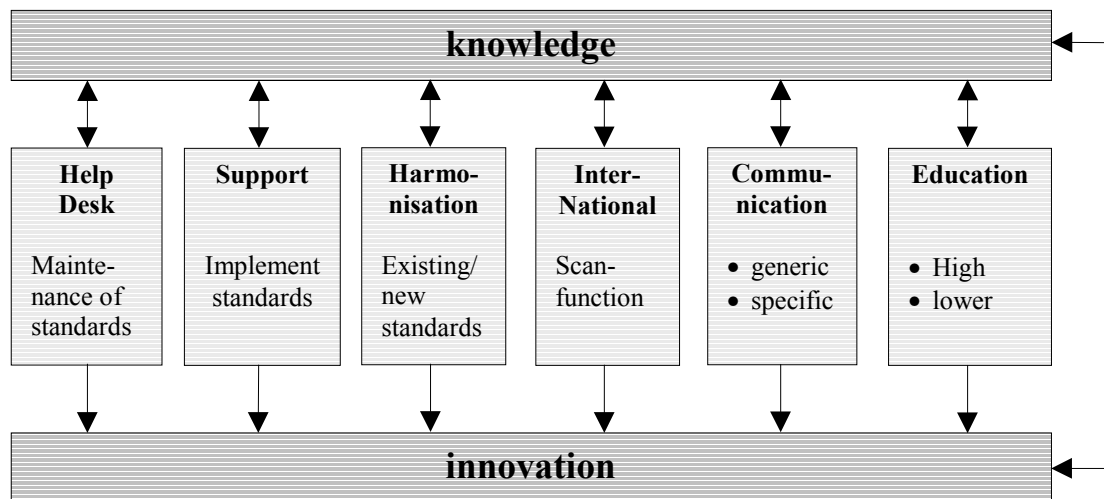 knowledge
Help
Desk
Mainte-
nance of
standards
Support
Implement
standards
Harmo-
nisation
Existing/
new
standards
Inter-
National
Scan-
function
Commu-
nication
• generic
• specific
Education
• High
• lower
innovation